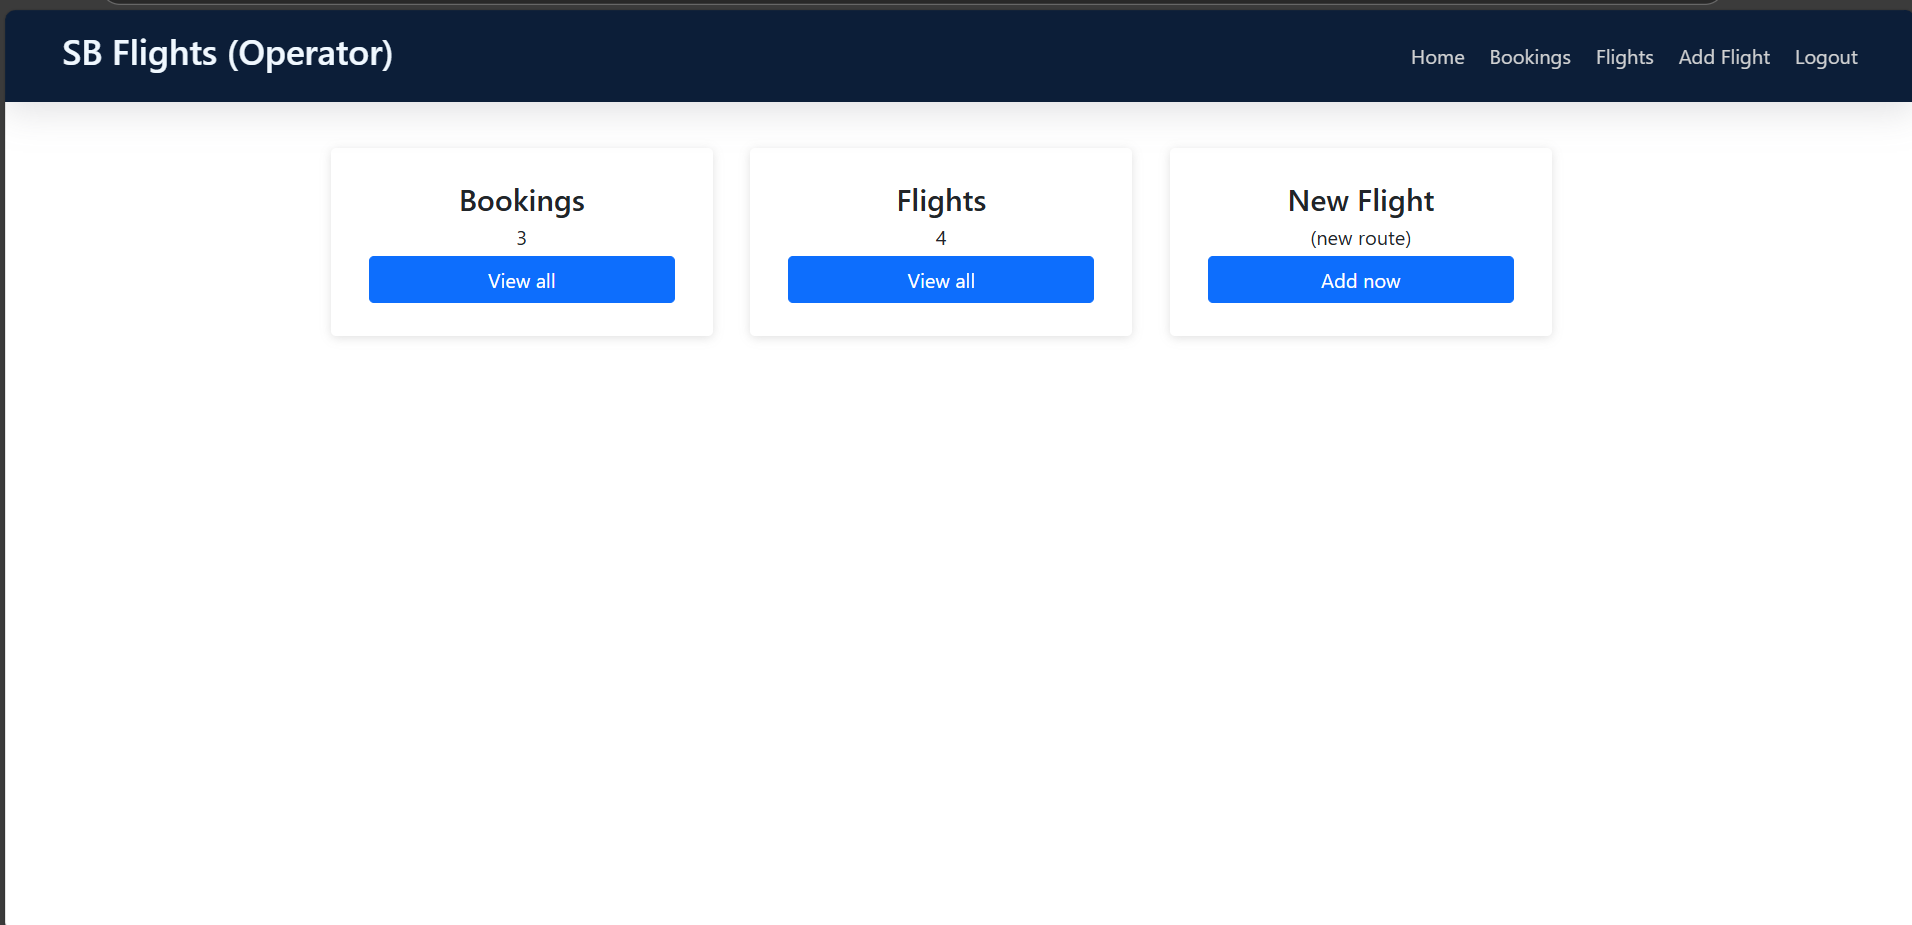 SB Flights (Operator)
Home Bookings Flights Add Flight Logout
Bookings
3
View all
Flights
4
View all
New Flight
(new route)
Add now